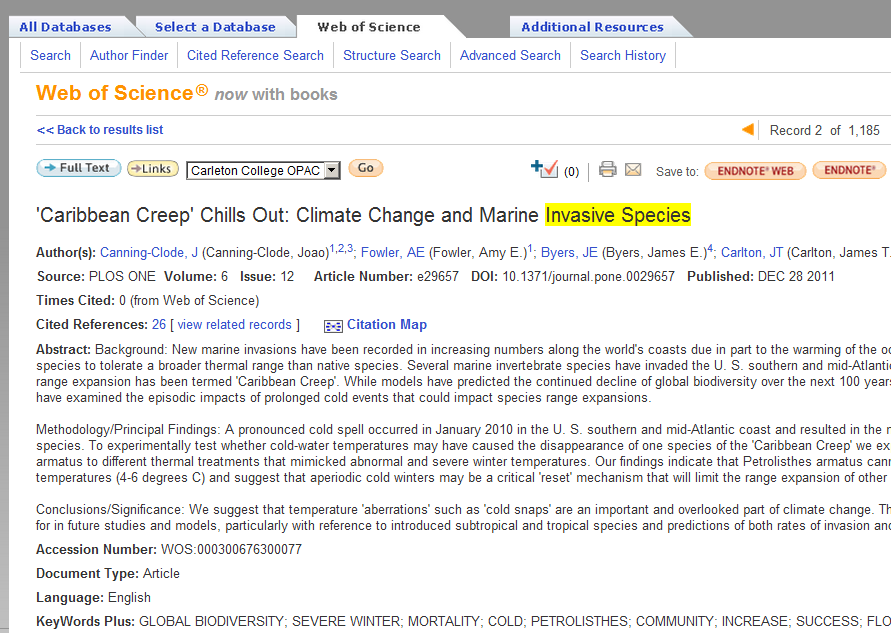 All Databases Select a Database Web of Science Additional Resources
Search Author Finder Cited Reference Search Structure Search Advanced Search Search History
Web of Science® now with books
<< Back to results list Record 2 of 1,185
Full Text Links Carleton College OPAC Go (0) Save to: ENDNOTE® WEB ENDNOTE®
'Caribbean Creep' Chills Out: Climate Change and Marine Invasive Species
Author(s): Canning-Clode, J (Canning-Clode, Joao)1,2,3; Fowler, AE (Fowler, Amy E.)1; Byers, JE (Byers, James E.)4; Carlton, JT (Carlton, James T.
Source: PLOS ONE Volume: 6 Issue: 12 Article Number: e29657 DOI: 10.1371/journal.pone.0029657 Published: DEC 28 2011
Times Cited: 0 (from Web of Science)
Cited References: 26 [ view related records ] Citation Map
Abstract: Background: New marine invasions have been recorded in increasing numbers along the world's coasts due in part to the warming of the
species to tolerate a broader thermal range than native species. Several marine invertebrate species have invaded the U. S. southern and mid-Atlantic
range expansion has been termed 'Caribbean Creep'. While models have predicted the continued decline of global biodiversity over the next 100 years
have examined the episodic impacts of prolonged cold events that could impact species range expansions.
Methodology/Principal Findings: A pronounced cold spell occurred in January 2010 in the U. S. southern and mid-Atlantic coast and resulted in the
species. To experimentally test whether cold-water temperatures may have caused the disappearance of one species of the 'Caribbean Creep' we ex
armatus to different thermal treatments that mimicked abnormal and severe winter temperatures. Our findings indicate that Petrolisthes armatus can
temperatures (4-6 degrees C) and suggest that aperiodic cold winters may be a critical 'reset' mechanism that will limit the range expansion of other
Conclusions/Significance: We suggest that temperature 'aberrations' such as 'cold snaps' are an important and overlooked part of climate change. Th
for in future studies and models, particularly with reference to introduced subtropical and tropical species and predictions of both rates of invasion and
Accession Number: WOS:000300676300077
Document Type: Article
Language: English
KeyWords Plus: GLOBAL BIODIVERSITY; SEVERE WINTER; MORTALITY; COLD; PETROLISTHES; COMMUNITY; INCREASE; SUCCESS; FLO